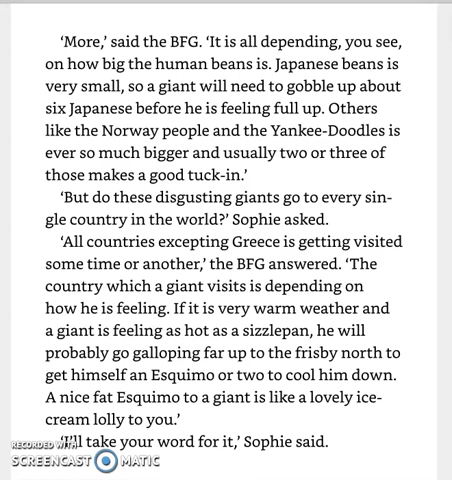 ‘More,’ said the BFG. ‘It is all depending, you see,
on how big the human beans is. Japanese beans is
very small, so a giant will need to gobble up about
six Japanese before he is feeling full up. Others
like the Norway people and the Yankee-Doodles is
ever so much bigger and usually two or three of
those makes a good tuck-in.’
‘But do these disgusting giants go to every sin-
gle country in the world?’ Sophie asked.
‘All countries excepting Greece is getting visited
some time or another,’ the BFG answered. ‘The
country which a giant visits is depending on
how he is feeling. If it is very warm weather and
a giant is feeling as hot as a sizzlepan, he will
probably go galloping far up to the frisby north to
get himself an Esquimo or two to cool him down.
A nice fat Esquimo to a giant is like a lovely ice-
cream lolly to you.’
‘I’ll take your word for it,’ Sophie said.
RECORDED WITH
SCREENCAST MATIC